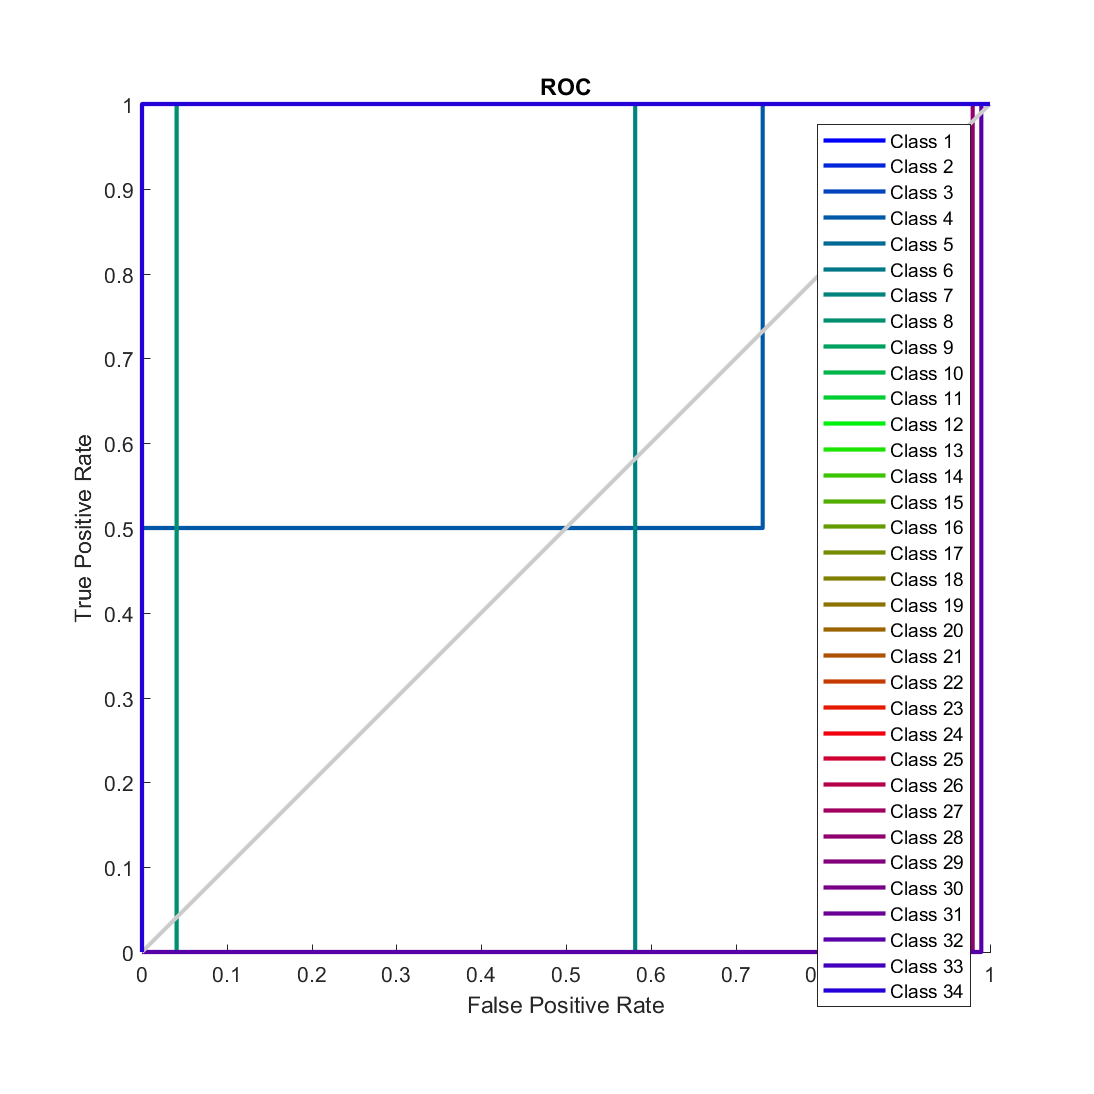 ROC
1
0.9
0.8
0.7
0.6
0.5
0.4
0.3
0.2
0.1
0
True Positive Rate
0 0.1 0.2 0.3 0.4 0.5 0.6 0.7 1
False Positive Rate
Class 1
Class 2
Class 3
Class 4
Class 5
Class 6
Class 7
Class 8
Class 9
Class 10
Class 11
Class 12
Class 13
Class 14
Class 15
Class 16
Class 17
Class 18
Class 19
Class 20
Class 21
Class 22
Class 23
Class 24
Class 25
Class 26
Class 27
Class 28
Class 29
Class 30
Class 31
Class 32
Class 33
Class 34